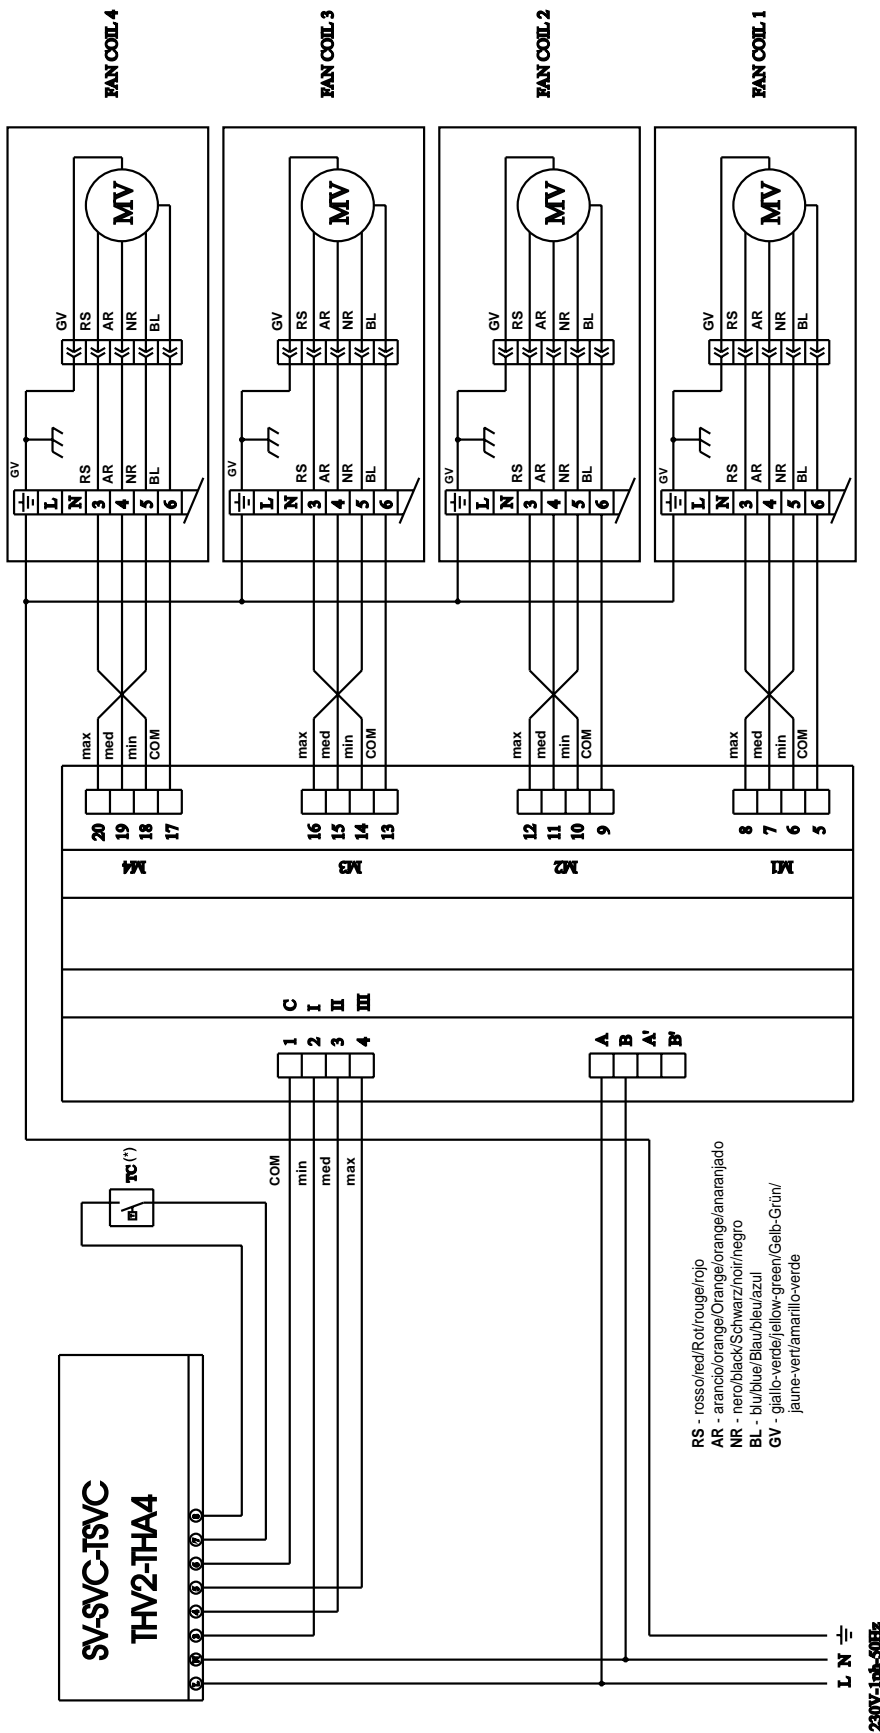 SV-SVC-TSVC
THV2-THA4
L N 3 4 5 6 7 8
TC (*)
COM
min
med
max
1 C
2 I
3 II
4 III
A
B
A'
B'
L
N
230V-1ph-50Hz
RS - rosso/red/Rot/rouge/rojo
AR - arancio/orange/Orange/orange/anaranjado
NR - nero/black/Schwarz/noir/negro
BL - blu/blue/Blau/bleu/azul
GV - giallo-verde/jellow-green/Gelb-Grün/
jaune-vert/amarillo-verde
M4
20 max
19 med
18 min
17 COM
GV
L
N
3 RS
4 AR
5 NR
6 BL
GV
RS
AR
NR
BL
MV
FAN COIL 4
M3
16 max
15 med
14 min
13 COM
GV
L
N
3 RS
4 AR
5 NR
6 BL
GV
RS
AR
NR
BL
MV
FAN COIL 3
M2
12 max
11 med
10 min
9 COM
GV
L
N
3 RS
4 AR
5 NR
6 BL
GV
RS
AR
NR
BL
MV
FAN COIL 2
M1
8 max
7 med
6 min
5 COM
GV
L
N
3 RS
4 AR
5 NR
6 BL
GV
RS
AR
NR
BL
MV
FAN COIL 1